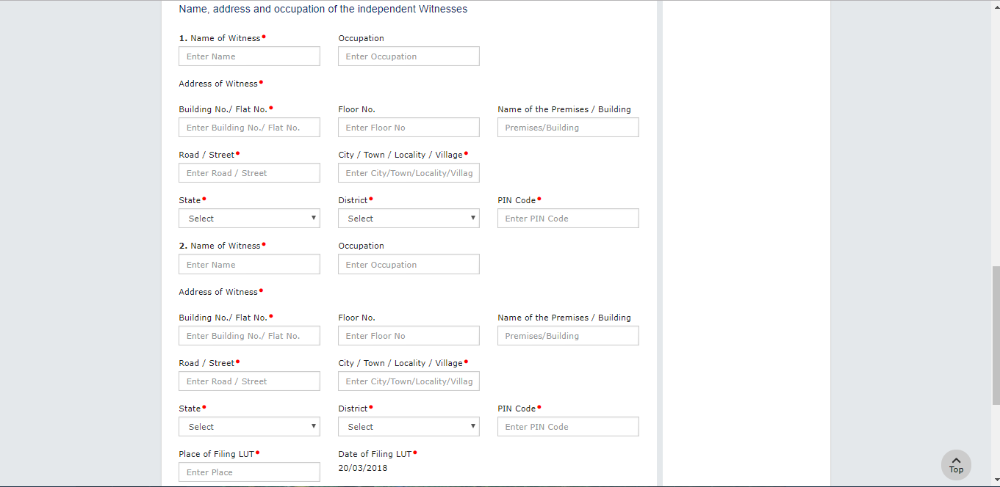 Name, address and occupation of the independent Witnesses
1. Name of Witness• Occupation
Enter Name Enter Occupation
Address of Witness•
Building No./ Flat No.• Floor No. Name of the Premises / Building
Enter Building No./ Flat No. Enter Floor No Premises/Building
Road / Street• City / Town / Locality / Village•
Enter Road / Street Enter City/Town/Locality/Villag
State• District• PIN Code•
Select Select Enter PIN Code
2. Name of Witness• Occupation
Enter Name Enter Occupation
Address of Witness•
Building No./ Flat No.• Floor No. Name of the Premises / Building
Enter Building No./ Flat No. Enter Floor No Premises/Building
Road / Street• City / Town / Locality / Village•
Enter Road / Street Enter City/Town/Locality/Villag
State• District• PIN Code•
Select Select Enter PIN Code
Place of Filing LUT• Date of Filing LUT•
Enter Place 20/03/2018
Top